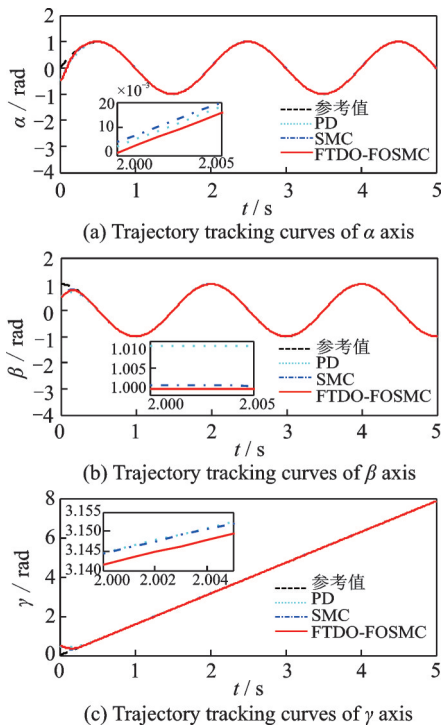 2
1
0
−1
−2
−3
−4
α / rad
×10⁻³
20
10
0
2.000
2.005
参考值
PD
SMC
FTDO-FOSMC
0 1 2 3 4 5
t / s
(a) Trajectory tracking curves of α axis
2
1
0
−1
−2
−3
−4
β / rad
1.010
1.005
1.000
2.000
2.005
参考值
PD
SMC
FTDO-FOSMC
0 1 2 3 4 5
t / s
(b) Trajectory tracking curves of β axis
8
6
4
2
0
γ / rad
3.155
3.150
3.145
3.140
2.000 2.002 2.004
参考值
PD
SMC
FTDO-FOSMC
0 1 2 3 4 5
t / s
(c) Trajectory tracking curves of γ axis